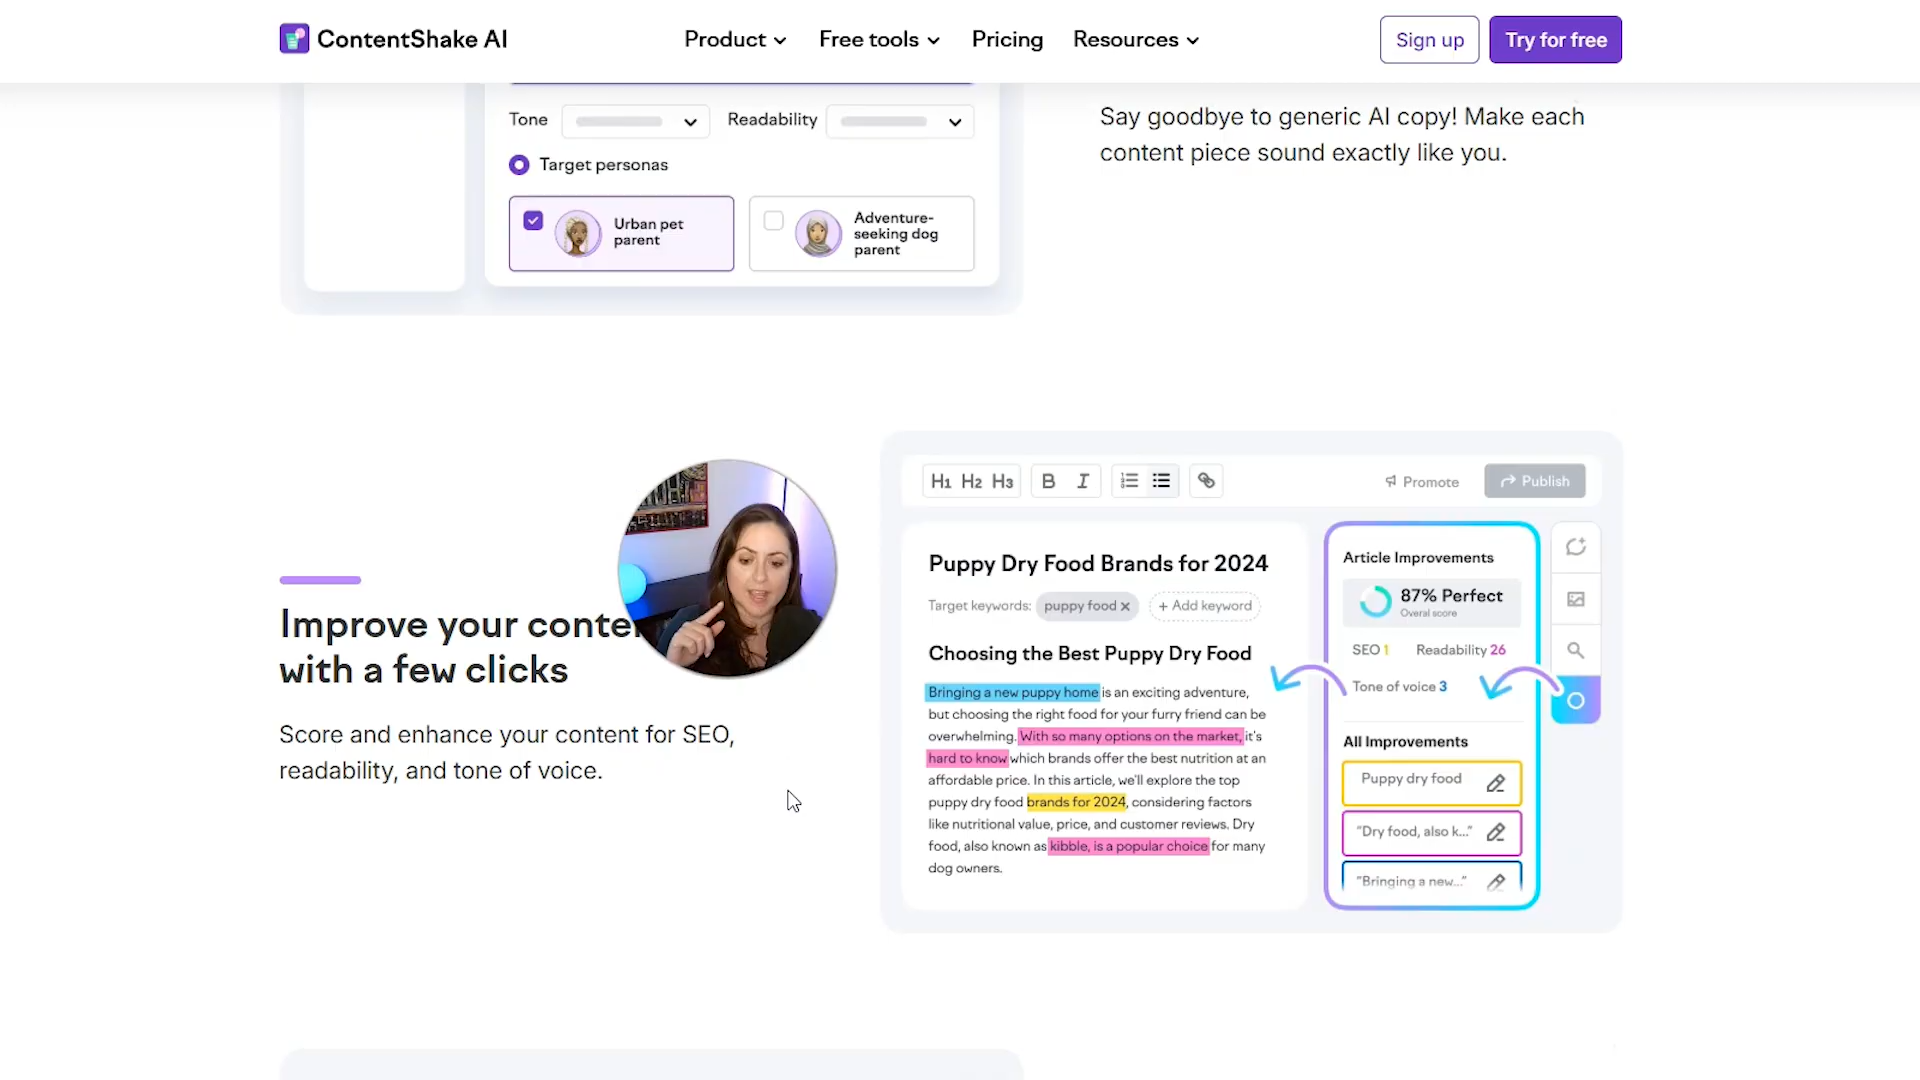 ContentShake AI
Product
Free tools
Pricing
Resources
Sign up
Try for free
Tone
Readability
Target personas
Urban pet
parent
Adventure-
seeking dog
parent
Say goodbye to generic AI copy! Make each
content piece sound exactly like you.
Improve your conte
with a few clicks
Score and enhance your content for SEO,
readability, and tone of voice.
H1 H2 H3 B I
Promote
Publish
Puppy Dry Food Brands for 2024
Target keywords: puppy food × + Add keyword
Choosing the Best Puppy Dry Food
Bringing a new puppy home is an exciting adventure,
but choosing the right food for your furry friend can be
overwhelming. With so many options on the market, it's
hard to know which brands offer the best nutrition at an
affordable price. In this article, we'll explore the top
puppy dry food brands for 2024, considering factors
like nutritional value, price, and customer reviews. Dry
food, also known as kibble, is a popular choice for many
dog owners.
Article Improvements
87% Perfect
Overal score
SEO 1 Readability 26
Tone of voice 3
All Improvements
Puppy dry food
"Dry food, also k..."
"Bringing a new..."